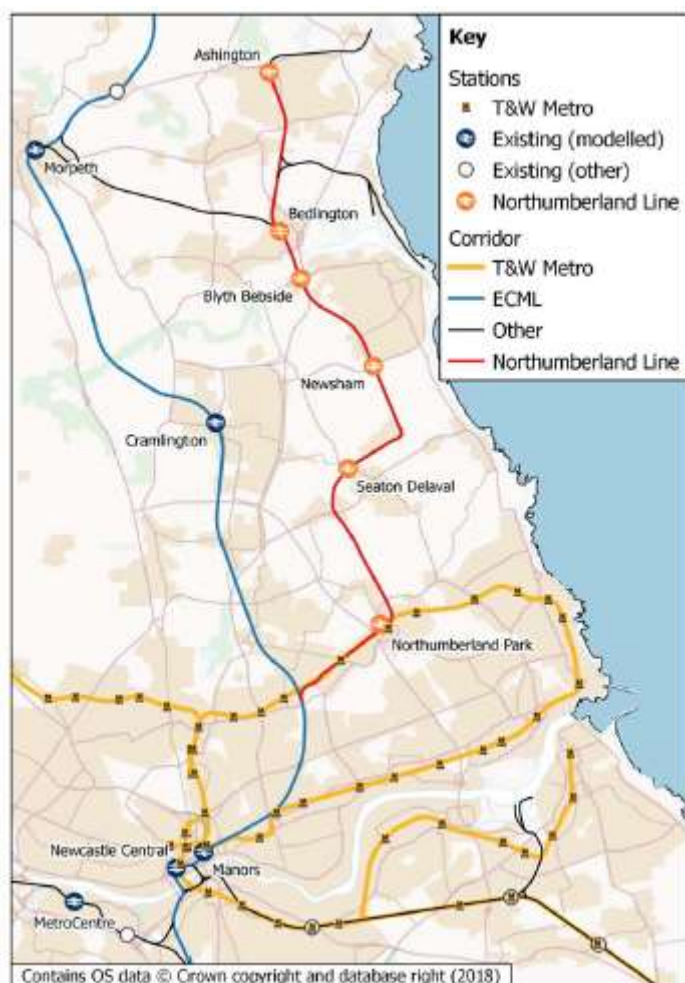 Key
Stations
T&W Metro
Existing (modelled)
Existing (other)
Northumberland Line
Corridor
T&W Metro
ECML
Other
Northumberland Line
Ashington
Morpeth
Bedlington
Blyth Bebside
Newsham
Cramlington
Seaton Delaval
Northumberland Park
Newcastle Central
Manors
MetroCentre
Contains OS data © Crown copyright and database right (2018)